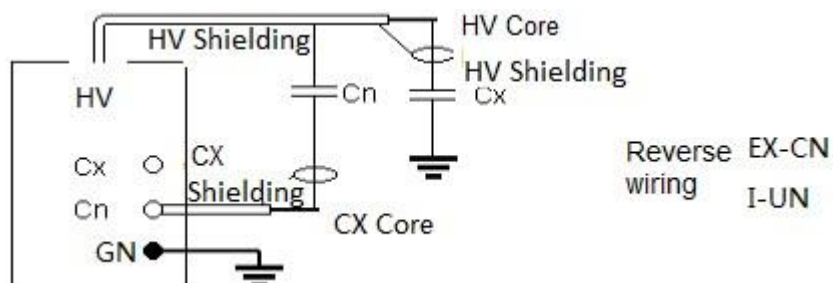 HV Shielding
HV Core
HV Shielding
HV
Cn
Cx
Cx
CX
Shielding
Cn
CX Core
GN
Reverse wiring
EX-CN
I-UN